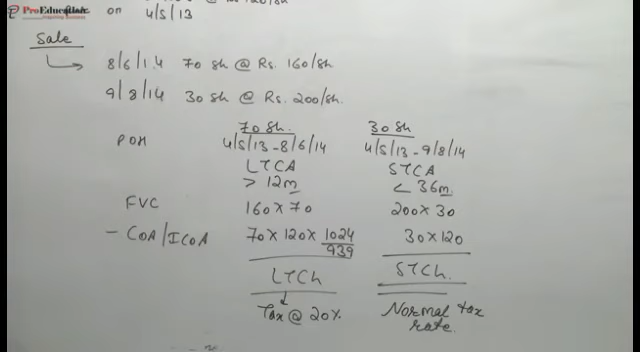 ProEducation
on 4/5/13
Sale
8/6/14 70 sh @ Rs. 160/sh
9/8/14 30 sh @ Rs. 200/sh.
70 sh. 30 sh
POH 4/5/13 - 8/6/14 4/5/13 - 9/8/14
LTCA STCA
> 12m < 36m
FVC 160 x 70 200 x 30
- COA/ICOA 70 x 120 x 1024/939 30 x 120
LTCG STCG.
Tax @ 20%. Normal tax
rate.